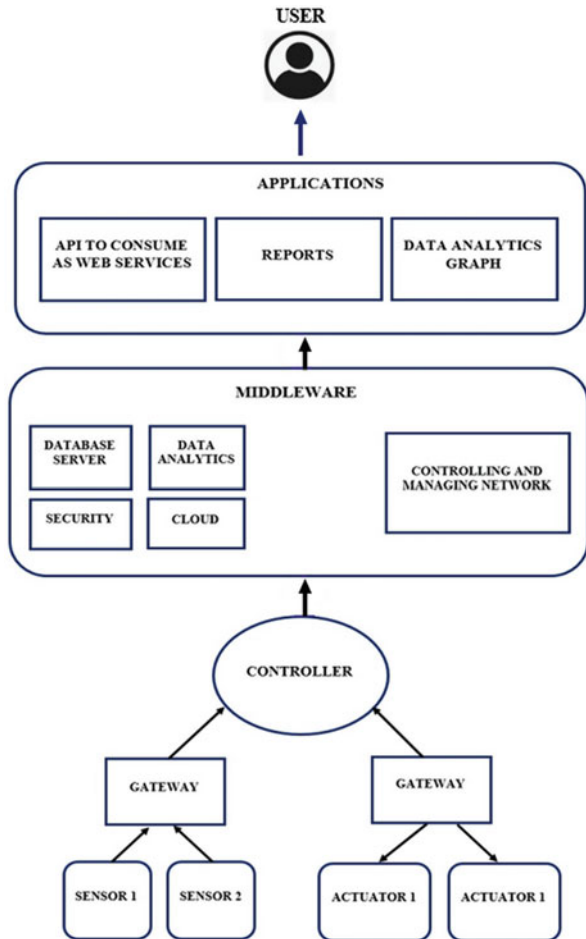 USER
APPLICATIONS
API TO CONSUME
AS WEB SERVICES
REPORTS
DATA ANALYTICS
GRAPH
MIDDLEWARE
DATABASE
SERVER
DATA
ANALYTICS
SECURITY
CLOUD
CONTROLLING AND
MANAGING NETWORK
CONTROLLER
GATEWAY
GATEWAY
SENSOR 1
SENSOR 2
ACTUATOR 1
ACTUATOR 1